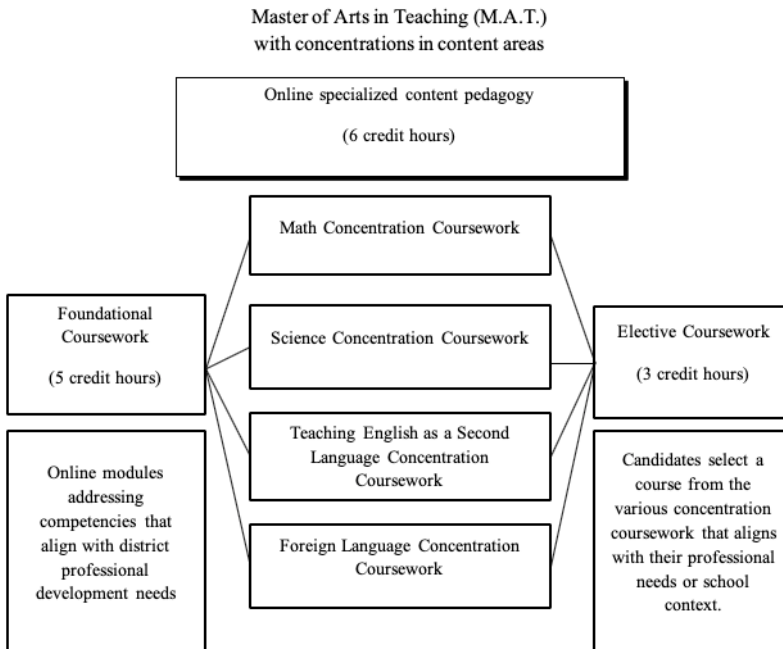 Master of Arts in Teaching (M.A.T.)
with concentrations in content areas
Online specialized content pedagogy
(6 credit hours)
Math Concentration Coursework
Foundational
Coursework
(5 credit hours)
Science Concentration Coursework
Elective Coursework
(3 credit hours)
Teaching English as a Second
Language Concentration
Coursework
Foreign Language Concentration
Coursework
Online modules
addressing
competencies that
align with district
professional
development needs
Candidates select a
course from the
various concentration
coursework that aligns
with their professional
needs or school
context.